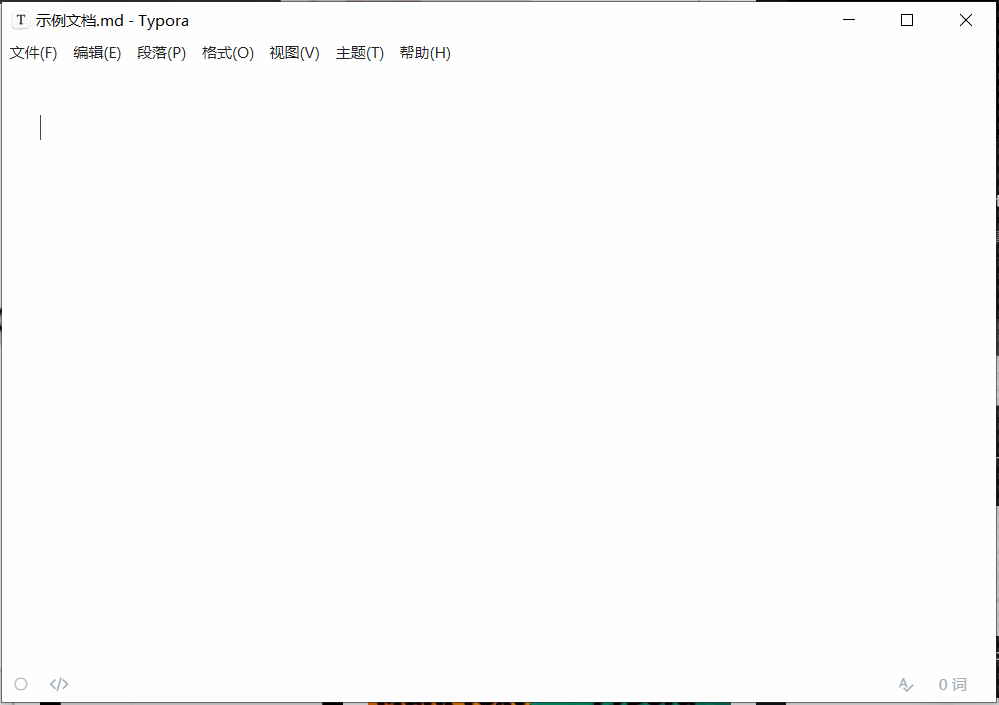 T 示例文档.md - Typora
文件(F) 编辑(E) 段落(P) 格式(O) 视图(V) 主题(T) 帮助(H)
</> A 0 词